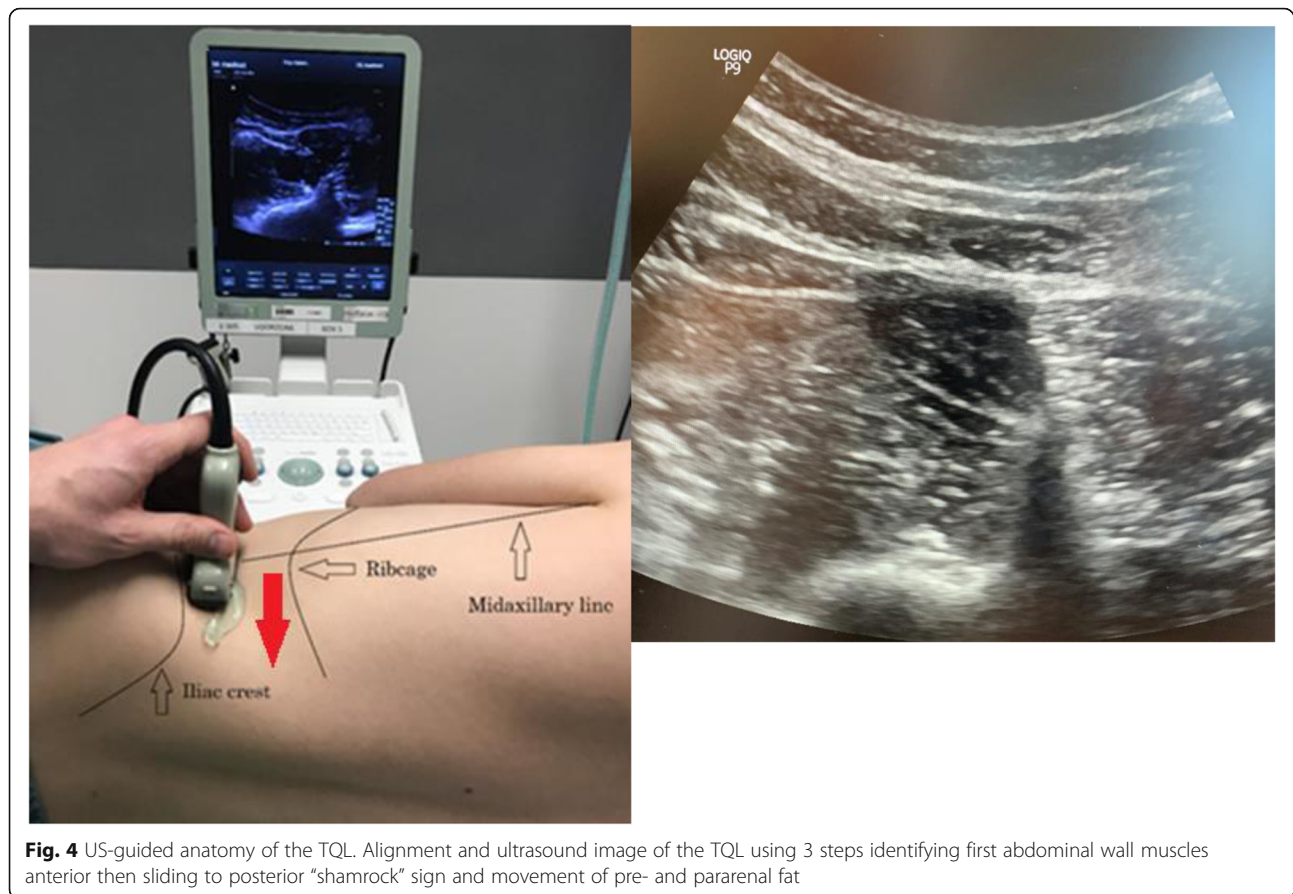 LOGIQ
P9
Ribcage
Midaxillary line
Iliac crest
Fig. 4 US-guided anatomy of the TQL. Alignment and ultrasound image of the TQL using 3 steps identifying first abdominal wall muscles
anterior then sliding to posterior “shamrock” sign and movement of pre- and pararenal fat